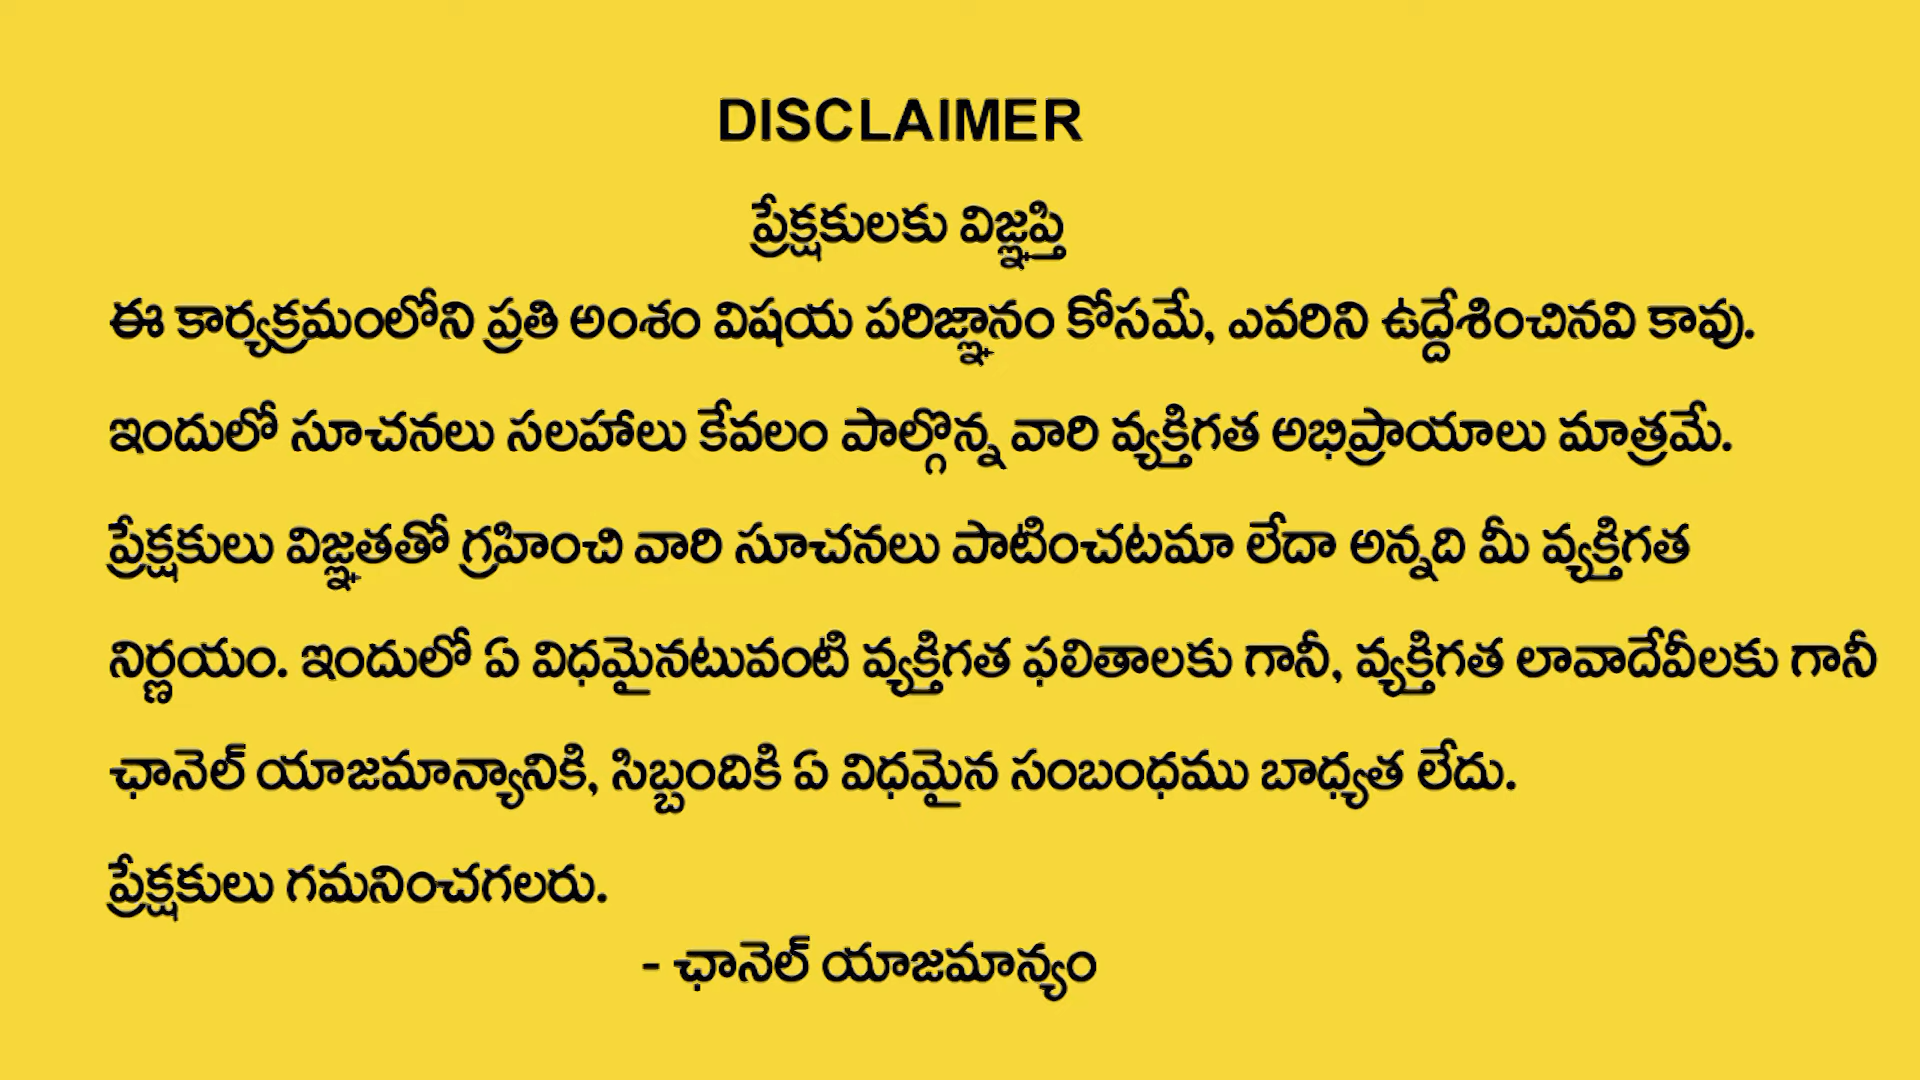 DISCLAIMER
ప్రేక్షకులకు విజ్ఞప్తి
ఈ కార్యక్రమంలోని ప్రతి అంశం విషయ పరిజ్ఞానం కోసమే, ఎవరిని ఉద్దేశించినవి కావు.
ఇందులో సూచనలు సలహాలు కేవలం పాల్గొన్న వారి వ్యక్తిగత అభిప్రాయాలు మాత్రమే.
ప్రేక్షకులు విజ్ఞతతో గ్రహించి వారి సూచనలు పాటించటమా లేదా అన్నది మీ వ్యక్తిగత
నిర్ణయం. ఇందులో ఏ విధమైనటువంటి వ్యక్తిగత ఫలితాలకు గానీ, వ్యక్తిగత లావాదేవీలకు గానీ
ఛానెల్ యాజమాన్యానికి, సిబ్బందికి ఏ విధమైన సంబంధము బాధ్యత లేదు.
ప్రేక్షకులు గమనించగలరు.
- ఛానెల్ యాజమాన్యం